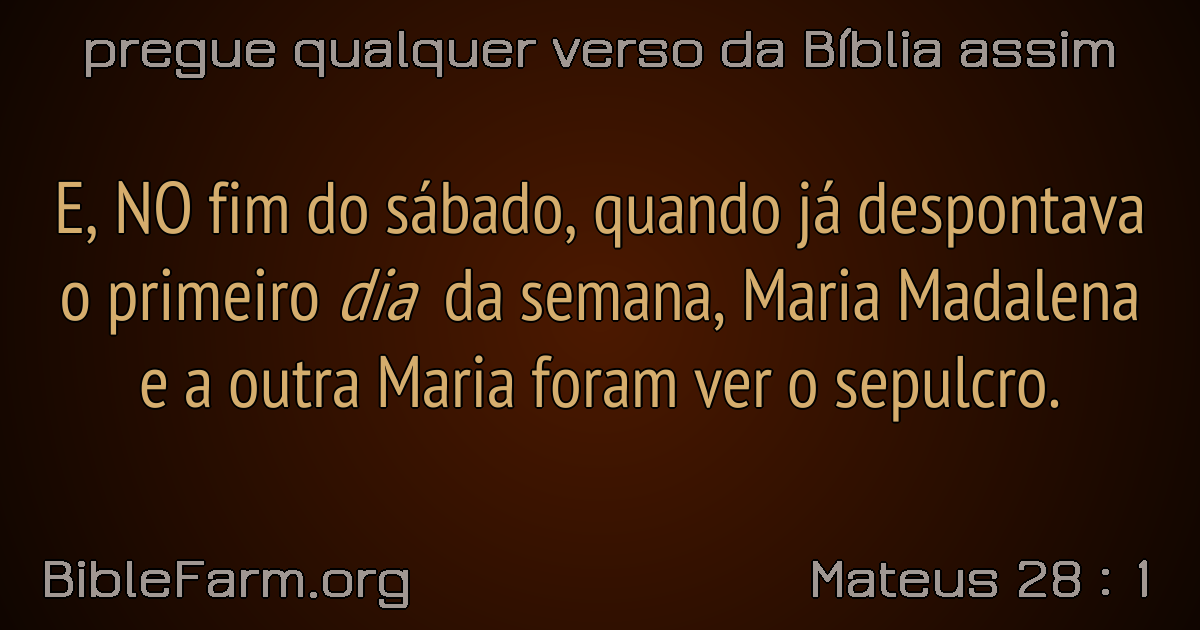 pregue qualquer verso da Bíblia assim
E, NO fim do sábado, quando já despontava
o primeiro dia da semana, Maria Madalena
e a outra Maria foram ver o sepulcro.
BibleFarm.org
Mateus 28 : 1